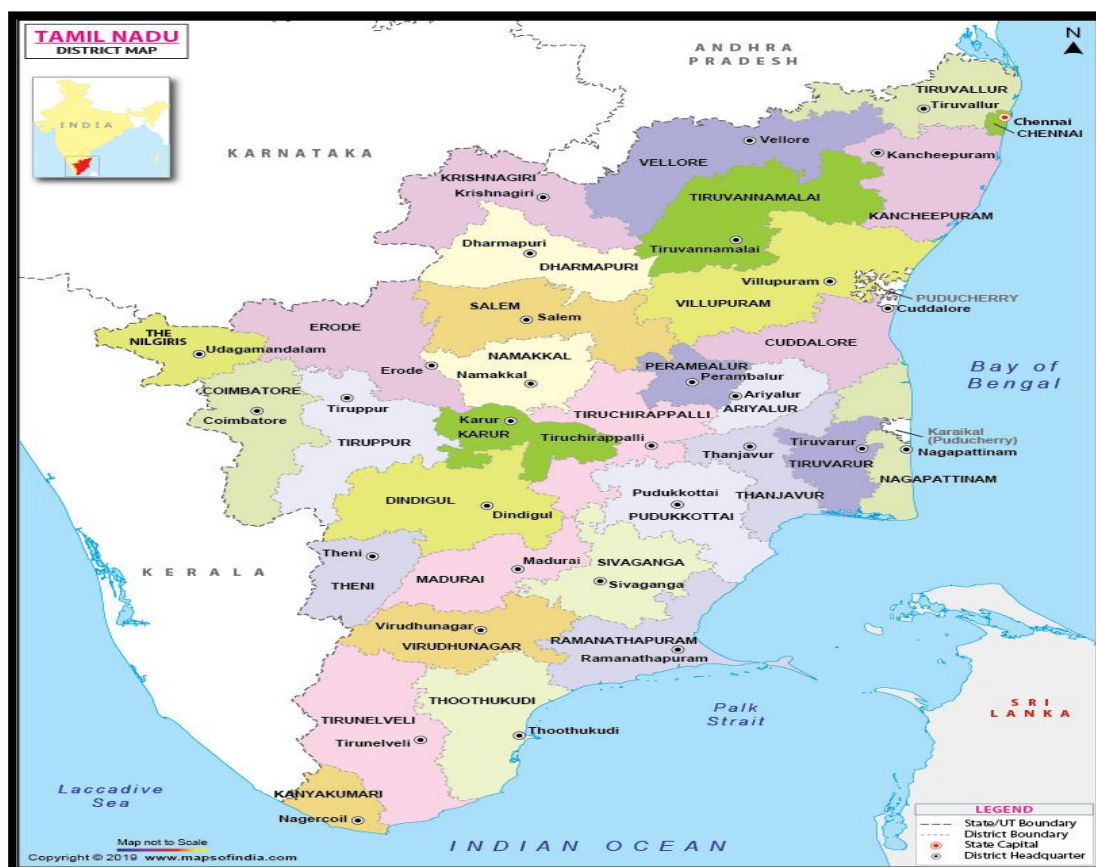 TAMIL NADU
DISTRICT MAP
N
INDIA
ANDHRA
PRADESH
KARNATAKA
TIRUVALLUR
Tiruvallur
Chennai
CHENNAI
Vellore
VELLORE
Kancheepuram
KANCHEEPURAM
KRISHNAGIRI
Krishnagiri
TIRUVANNAMALAI
Tiruvannamalai
Dharmapuri
DHARMAPURI
Villupuram
VILLUPURAM
PUDUCHERRY
Cuddalore
CUDDALORE
SALEM
Salem
ERODE
Erode
THE
NILGIRIS
Udagamandalam
NAMAKKAL
Namakkal
PERAMBALUR
Perambalur
Ariyalur
ARIYALUR
Bay of
Bengal
COIMBATORE
Coimbatore
Tiruppur
TIRUPPUR
Karur
KARUR
TIRUCHIRAPPALLI
Tiruchirappalli
Thanjavur
THANJAVUR
Tiruvarur
TIRUVARUR
Karaikal
(Puducherry)
Nagapattinam
NAGAPATTINAM
DINDIGUL
Dindigul
Pudukkottai
PUDUKKOTTAI
KERALA
Theni
THENI
Madurai
MADURAI
SIVAGANGA
Sivaganga
Virudhunagar
VIRUDHUNAGAR
RAMANATHAPURAM
Ramanathapuram
THOOTHUKUDI
Thoothukudi
TIRUNELVELI
Tirunelveli
Palk
Strait
SRI
LANKA
KANYAKUMARI
Nagercoil
Laccadive
Sea
INDIAN OCEAN
LEGEND
State/UT Boundary
District Boundary
State Capital
District Headquarter
Map not to Scale
Copyright © 2019 www.mapsofindia.com